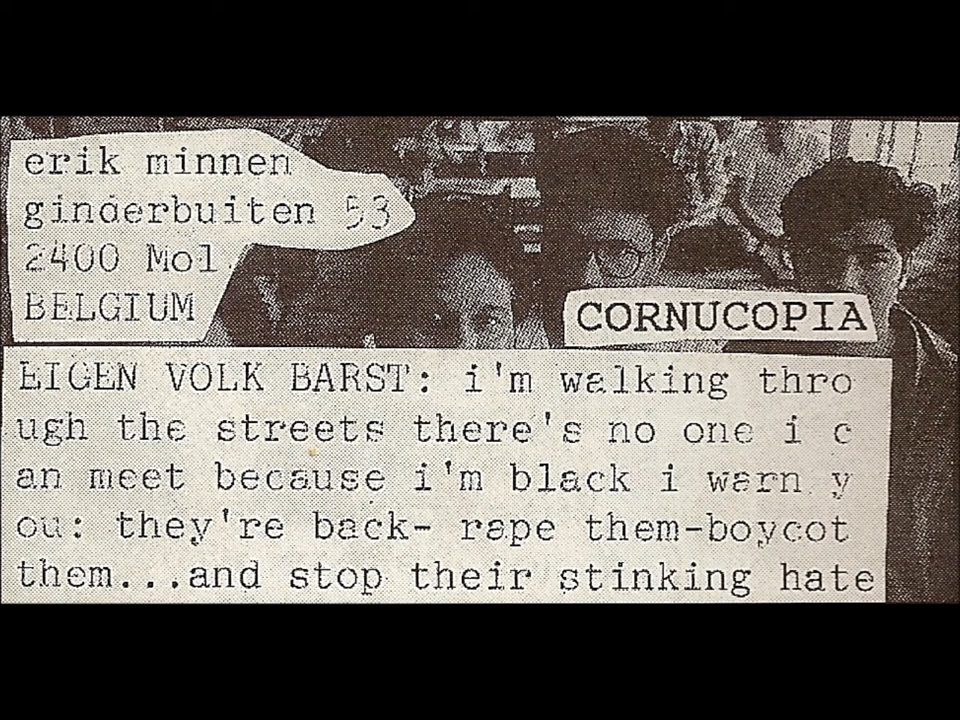 erik minnen
ginderbuiten 53
2400 Mol
BELGIUM
CORNUCOPIA
EIGEN VOLK BARST: i'm walking thro
ugh the streets there's no one i c
an meet because i'm black i warn y
ou: they're back- rape them-boycot
them...and stop their stinking hate